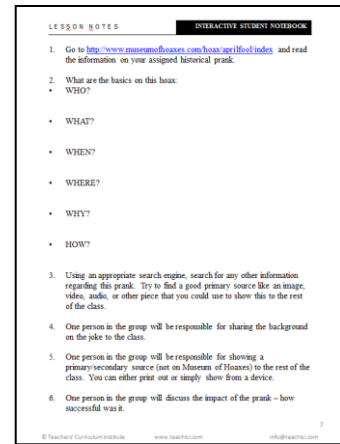 LESSON NOTES INTERACTIVE STUDENT NOTEBOOK
1. Go to http://www.museumofhoaxes.com/hoax/aprilfool/index and read
the information on your assigned historical prank.
2. What are the basics on this hoax:
• WHO?
• WHAT?
• WHEN?
• WHERE?
• WHY?
• HOW?
3. Using an appropriate search engine, search for any other information
regarding this prank. Try to find a good primary source like an image,
video, audio, or other piece that you could use to show this to the rest
of the class.
4. One person in the group will be responsible for sharing the background
on the joke to the class.
5. One person in the group will be responsible for showing a
primary/secondary source (not on Museum of Hoaxes) to the rest of the
class. You can either print out or simply show from a device.
6. One person in the group will discuss the impact of the prank – how
successful was it.
7
© Teachers' Curriculum Institute www.teachtci.com info@teachtci.com